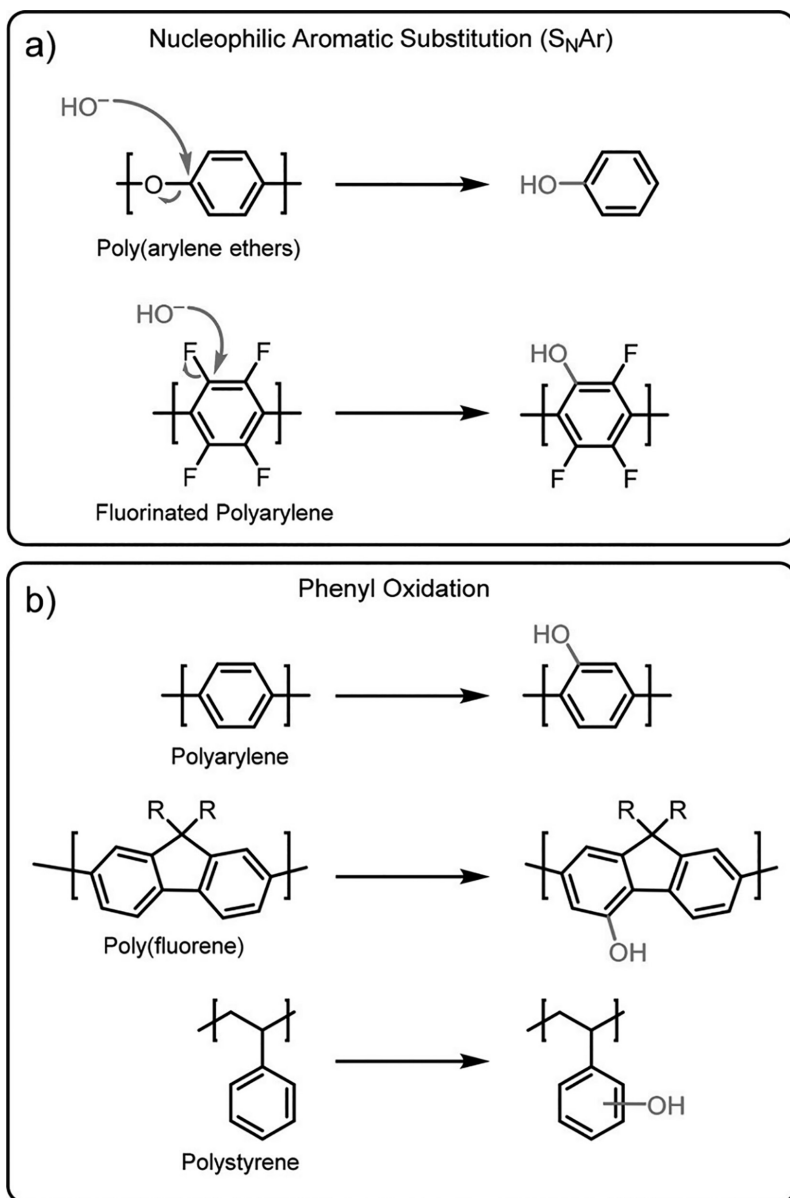 a)
Nucleophilic Aromatic Substitution (SNAr)
HO–
O
HO
Poly(arylene ethers)
HO–
F F
F F
HO F
F F
Fluorinated Polyarylene
b)
Phenyl Oxidation
HO
Polyarylene
R R
R R
Poly(fluorene)
OH
OH
Polystyrene